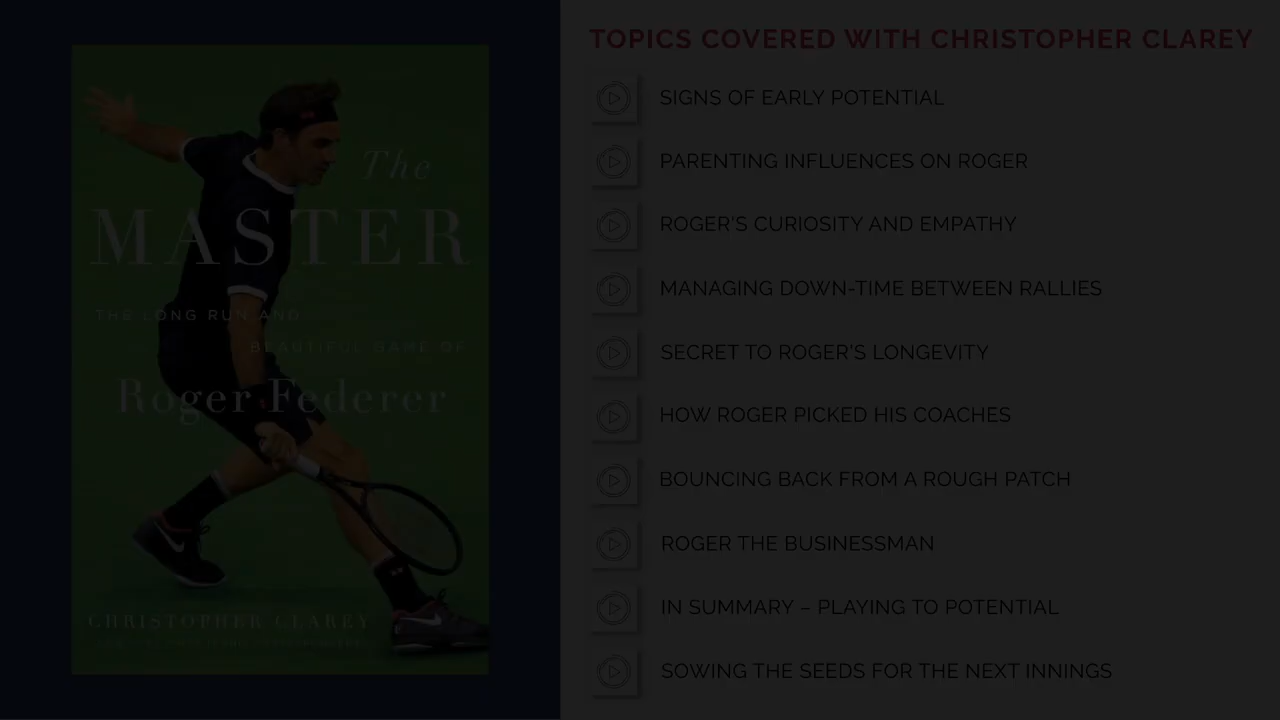 The
MASTER
THE LONG RUN AND
BEAUTIFUL GAME OF
Roger Federer
CHRISTOPHER CLAREY
TOPICS COVERED WITH CHRISTOPHER CLAREY
SIGNS OF EARLY POTENTIAL
PARENTING INFLUENCES ON ROGER
ROGER'S CURIOSITY AND EMPATHY
MANAGING DOWN-TIME BETWEEN RALLIES
SECRET TO ROGER'S LONGEVITY
HOW ROGER PICKED HIS COACHES
BOUNCING BACK FROM A ROUGH PATCH
ROGER THE BUSINESSMAN
IN SUMMARY – PLAYING TO POTENTIAL
SOWING THE SEEDS FOR THE NEXT INNINGS